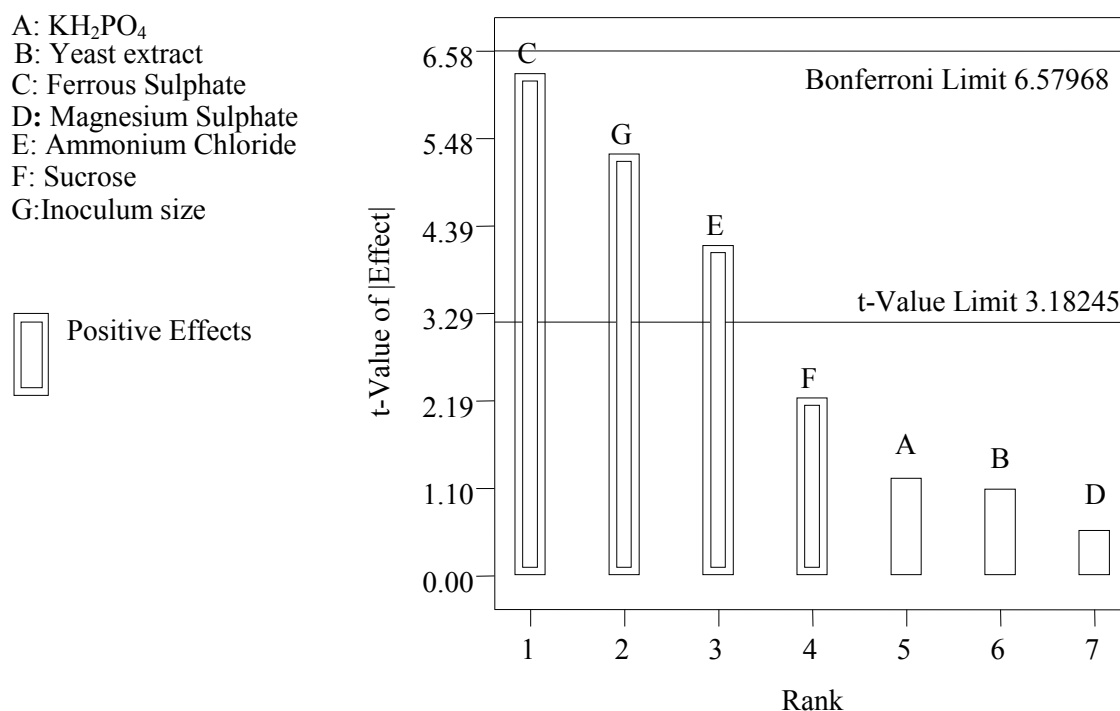 A: KH₂PO₄
B: Yeast extract
C: Ferrous Sulphate
D: Magnesium Sulphate
E: Ammonium Chloride
F: Sucrose
G:Inoculum size
Positive Effects
t-Value of |Effect|
6.58
5.48
4.39
3.29
2.19
1.10
0.00
Bonferroni Limit 6.57968
t-Value Limit 3.18245
C
G
E
F
A
B
D
1 2 3 4 5 6 7
Rank